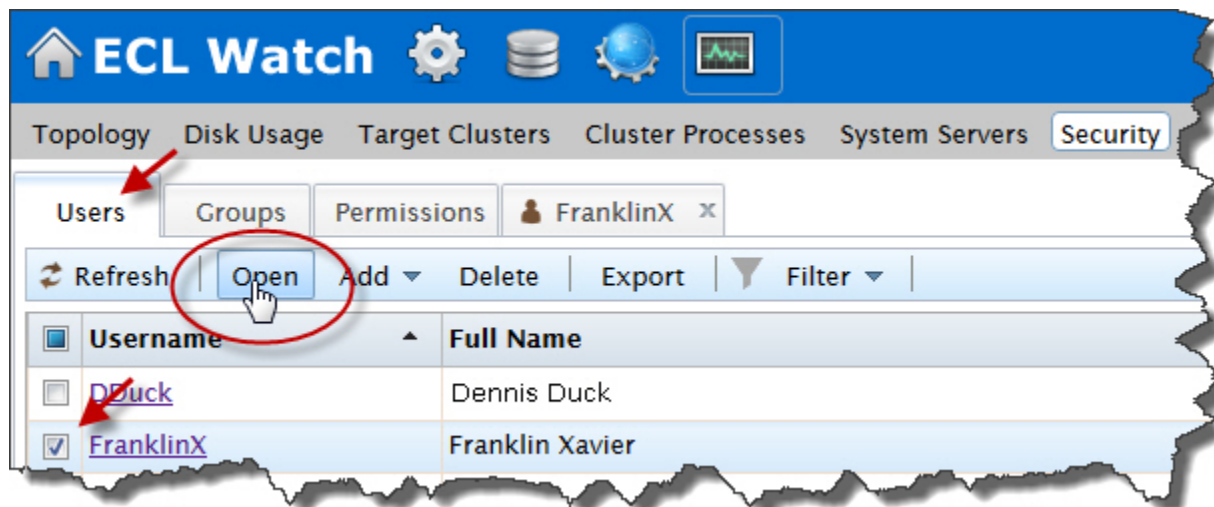 ECL Watch
Topology Disk Usage Target Clusters Cluster Processes System Servers Security
Users Groups Permissions FranklinX x
Refresh Open Add Delete Export Filter
Username Full Name
DDuck Dennis Duck
FranklinX Franklin Xavier